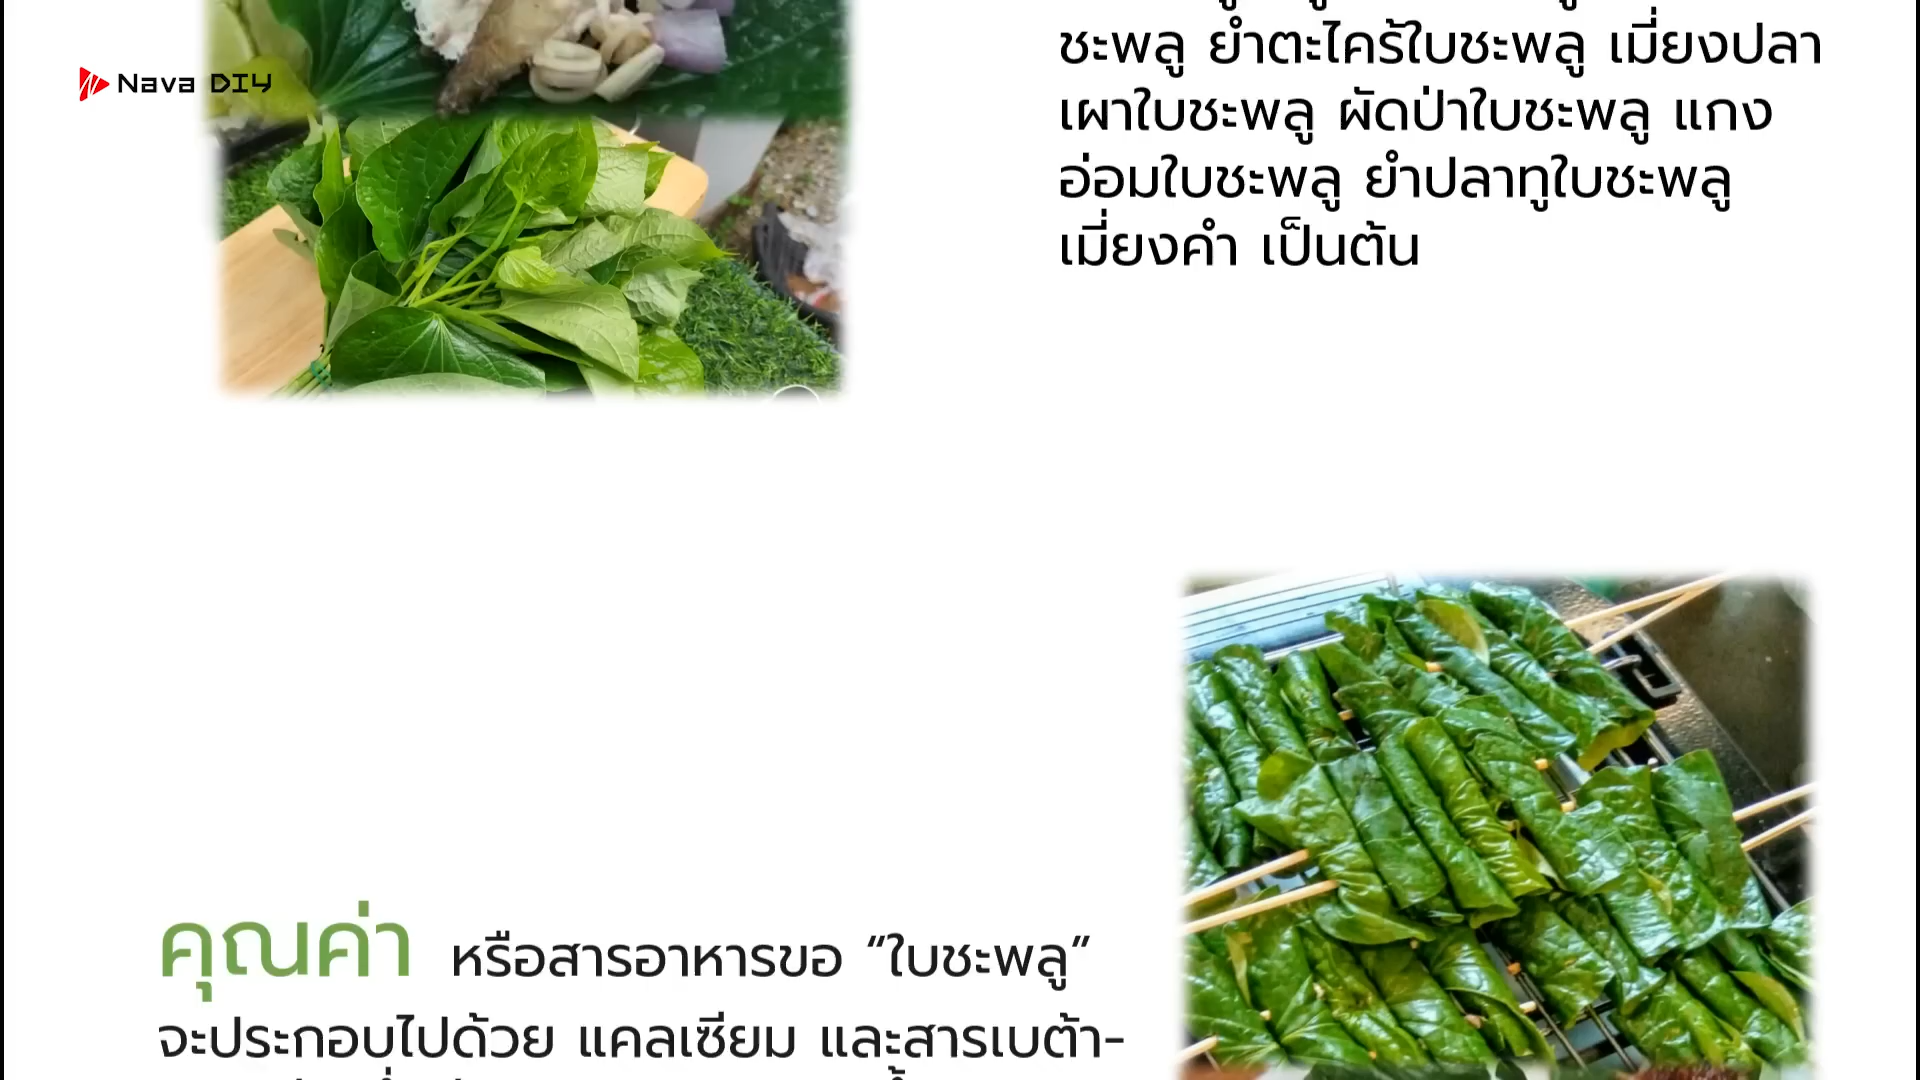 Nava DIY
ชะพลู ยำตะไคร้ใบชะพลู เมี่ยงปลา
เผาใบชะพลู ผัดป่าใบชะพลู แกง
อ่อมใบชะพลู ยำปลาทูใบชะพลู
เมี่ยงคำ เป็นต้น
คุณค่า หรือสารอาหารขอ “ใบชะพลู”
จะประกอบไปด้วย แคลเซียม และสารเบต้า-